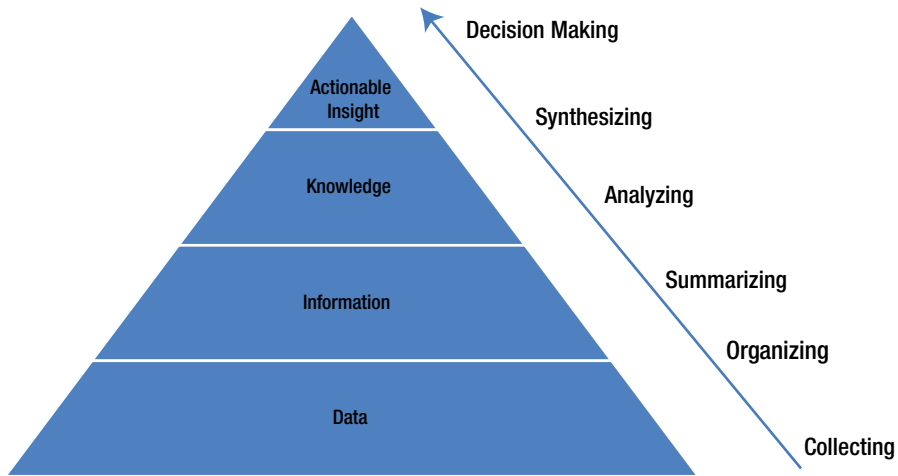 Decision Making
Actionable
Insight
Synthesizing
Knowledge
Analyzing
Summarizing
Information
Organizing
Data
Collecting